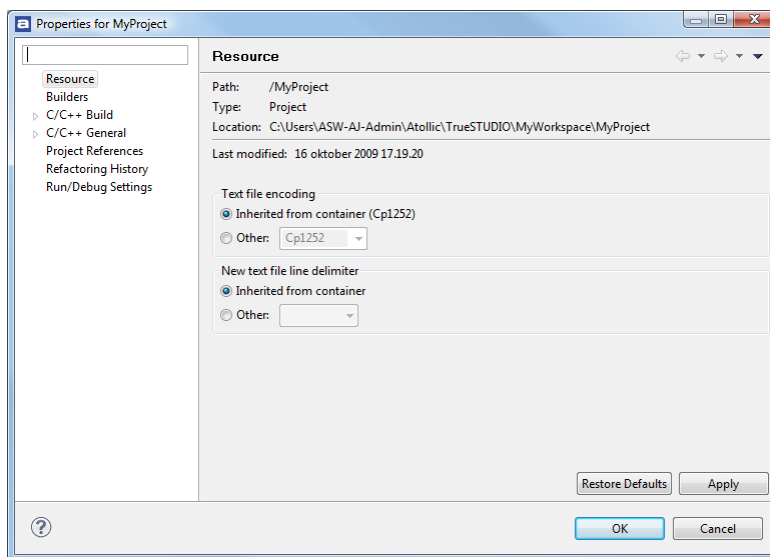 Properties for MyProject
Resource
Builders
C/C++ Build
C/C++ General
Project References
Refactoring History
Run/Debug Settings
Resource
Path: /MyProject
Type: Project
Location: C:\Users\ASW-AJ-Admin\Atollic\TrueSTUDIO\MyWorkspace\MyProject
Last modified: 16 oktober 2009 17.19.20
Text file encoding
Inherited from container (Cp1252)
Other: Cp1252
New text file line delimiter
Inherited from container
Other:
Restore Defaults Apply
OK Cancel